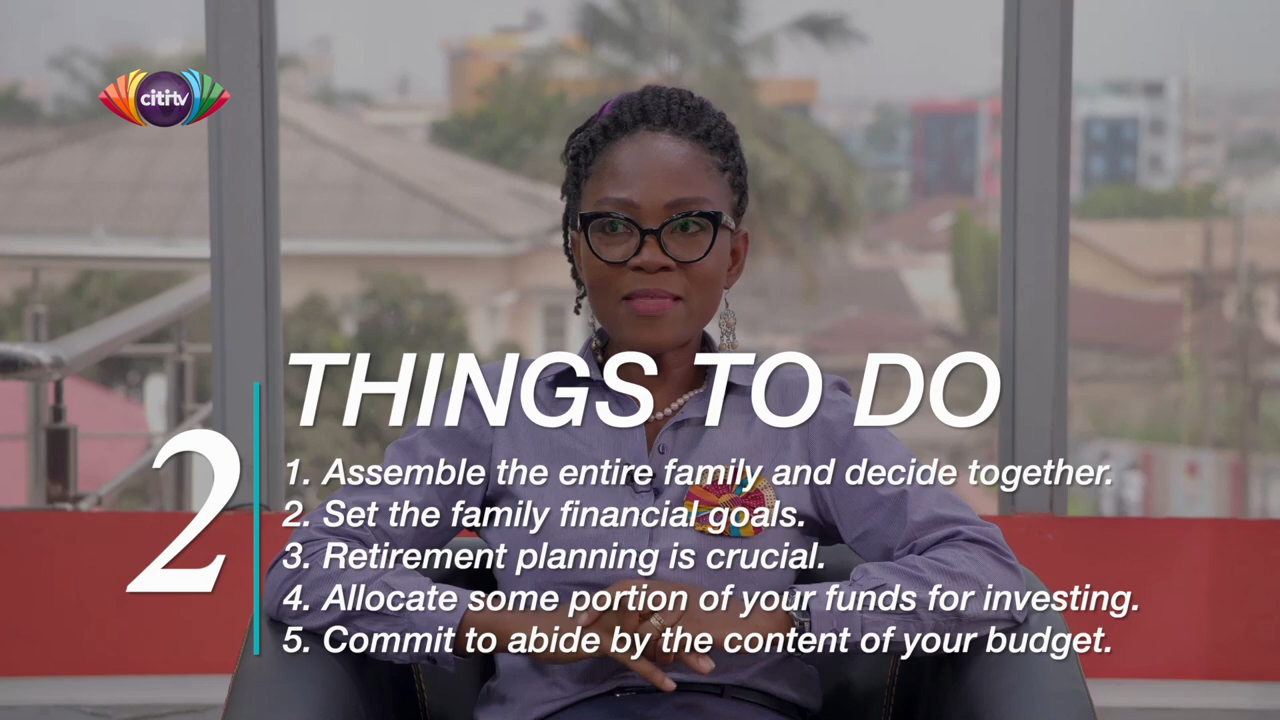 cititv
THINGS TO DO
2
1. Assemble the entire family and decide together.
2. Set the family financial goals.
3. Retirement planning is crucial.
4. Allocate some portion of your funds for investing.
5. Commit to abide by the content of your budget.